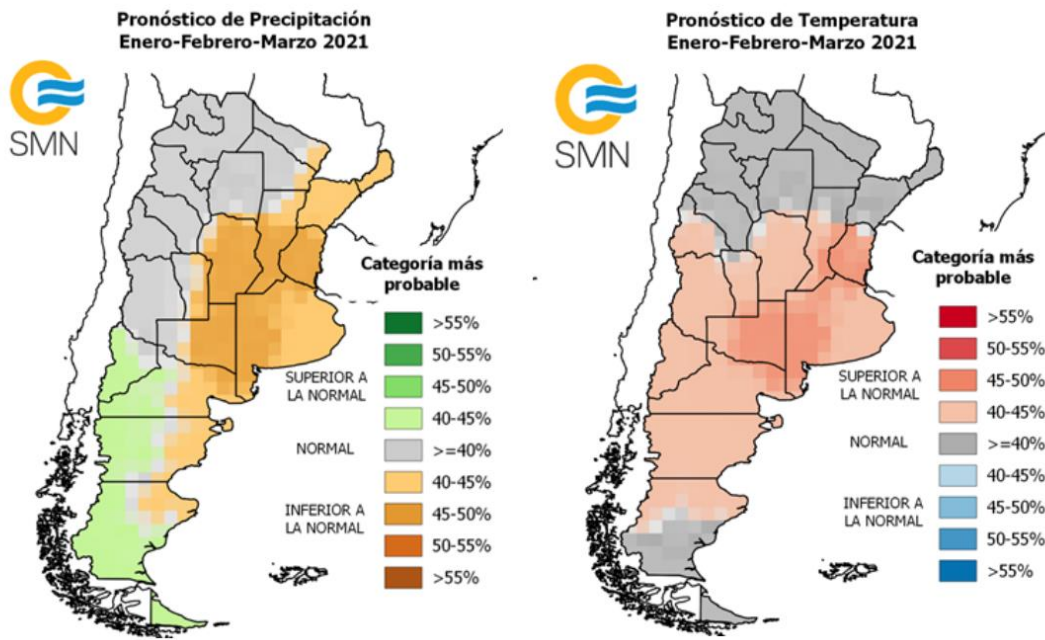 Pronóstico de Precipitación
Enero-Febrero-Marzo 2021
SMN
Categoría más
probable
>55%
50-55%
45-50%
SUPERIOR A
LA NORMAL
40-45%
NORMAL
>=40%
40-45%
INFERIOR A
LA NORMAL
45-50%
50-55%
>55%
Pronóstico de Temperatura
Enero-Febrero-Marzo 2021
SMN
Categoría más
probable
>55%
50-55%
45-50%
SUPERIOR A
LA NORMAL
40-45%
NORMAL
>=40%
40-45%
INFERIOR A
LA NORMAL
45-50%
50-55%
>55%